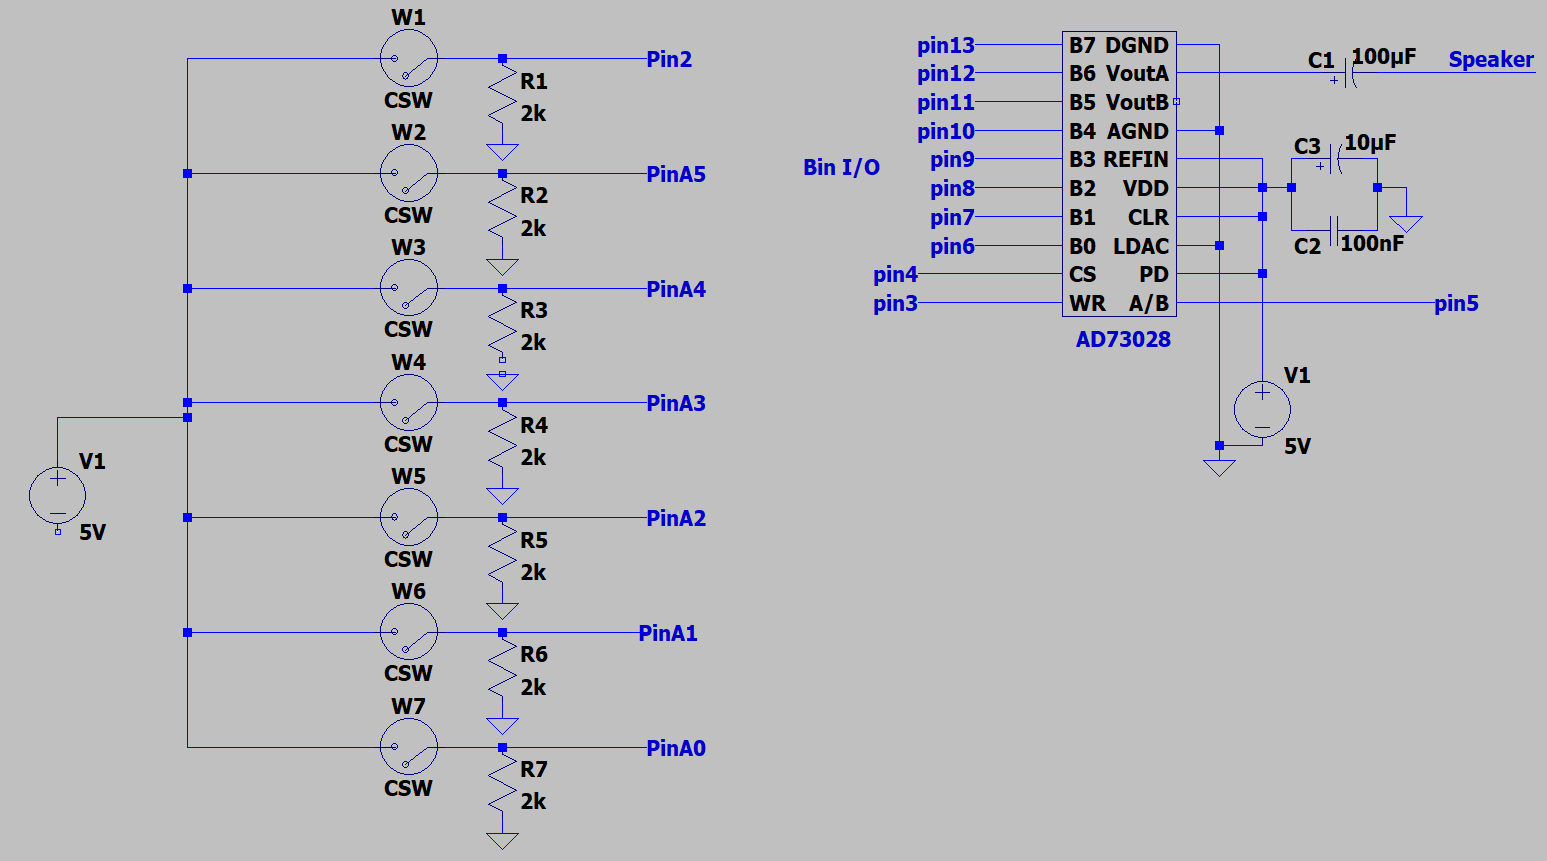 W1
CSW
Pin2
R1
2k
W2
CSW
PinA5
R2
2k
W3
CSW
PinA4
R3
2k
W4
CSW
PinA3
R4
2k
V1
5V
W5
CSW
PinA2
R5
2k
W6
CSW
PinA1
R6
2k
W7
CSW
PinA0
R7
2k
Bin I/O
pin13 B7 DGND
pin12 B6 VoutA
pin11 B5 VoutB
pin10 B4 AGND
pin9 B3 REFIN
pin8 B2 VDD
pin7 B1 CLR
pin6 B0 LDAC
pin4 CS PD
pin3 WR A/B pin5
AD73028
C1 100µF Speaker
C3 10µF
C2 100nF
V1
5V